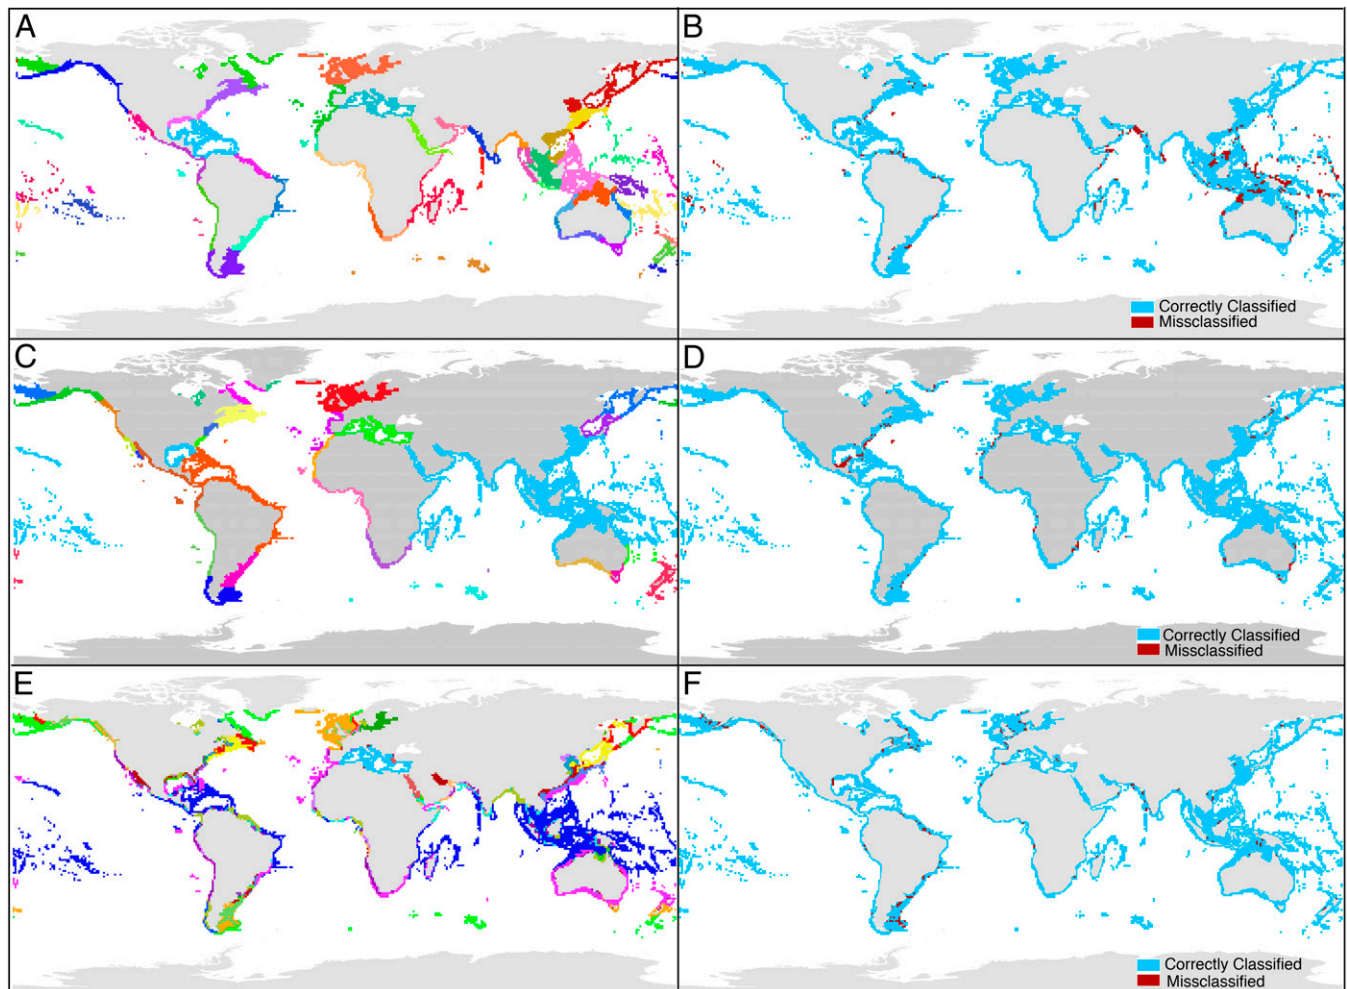 A
B
Correctly Classified
Missclassified
C
D
Correctly Classified
Missclassified
E
F
Correctly Classified
Missclassified